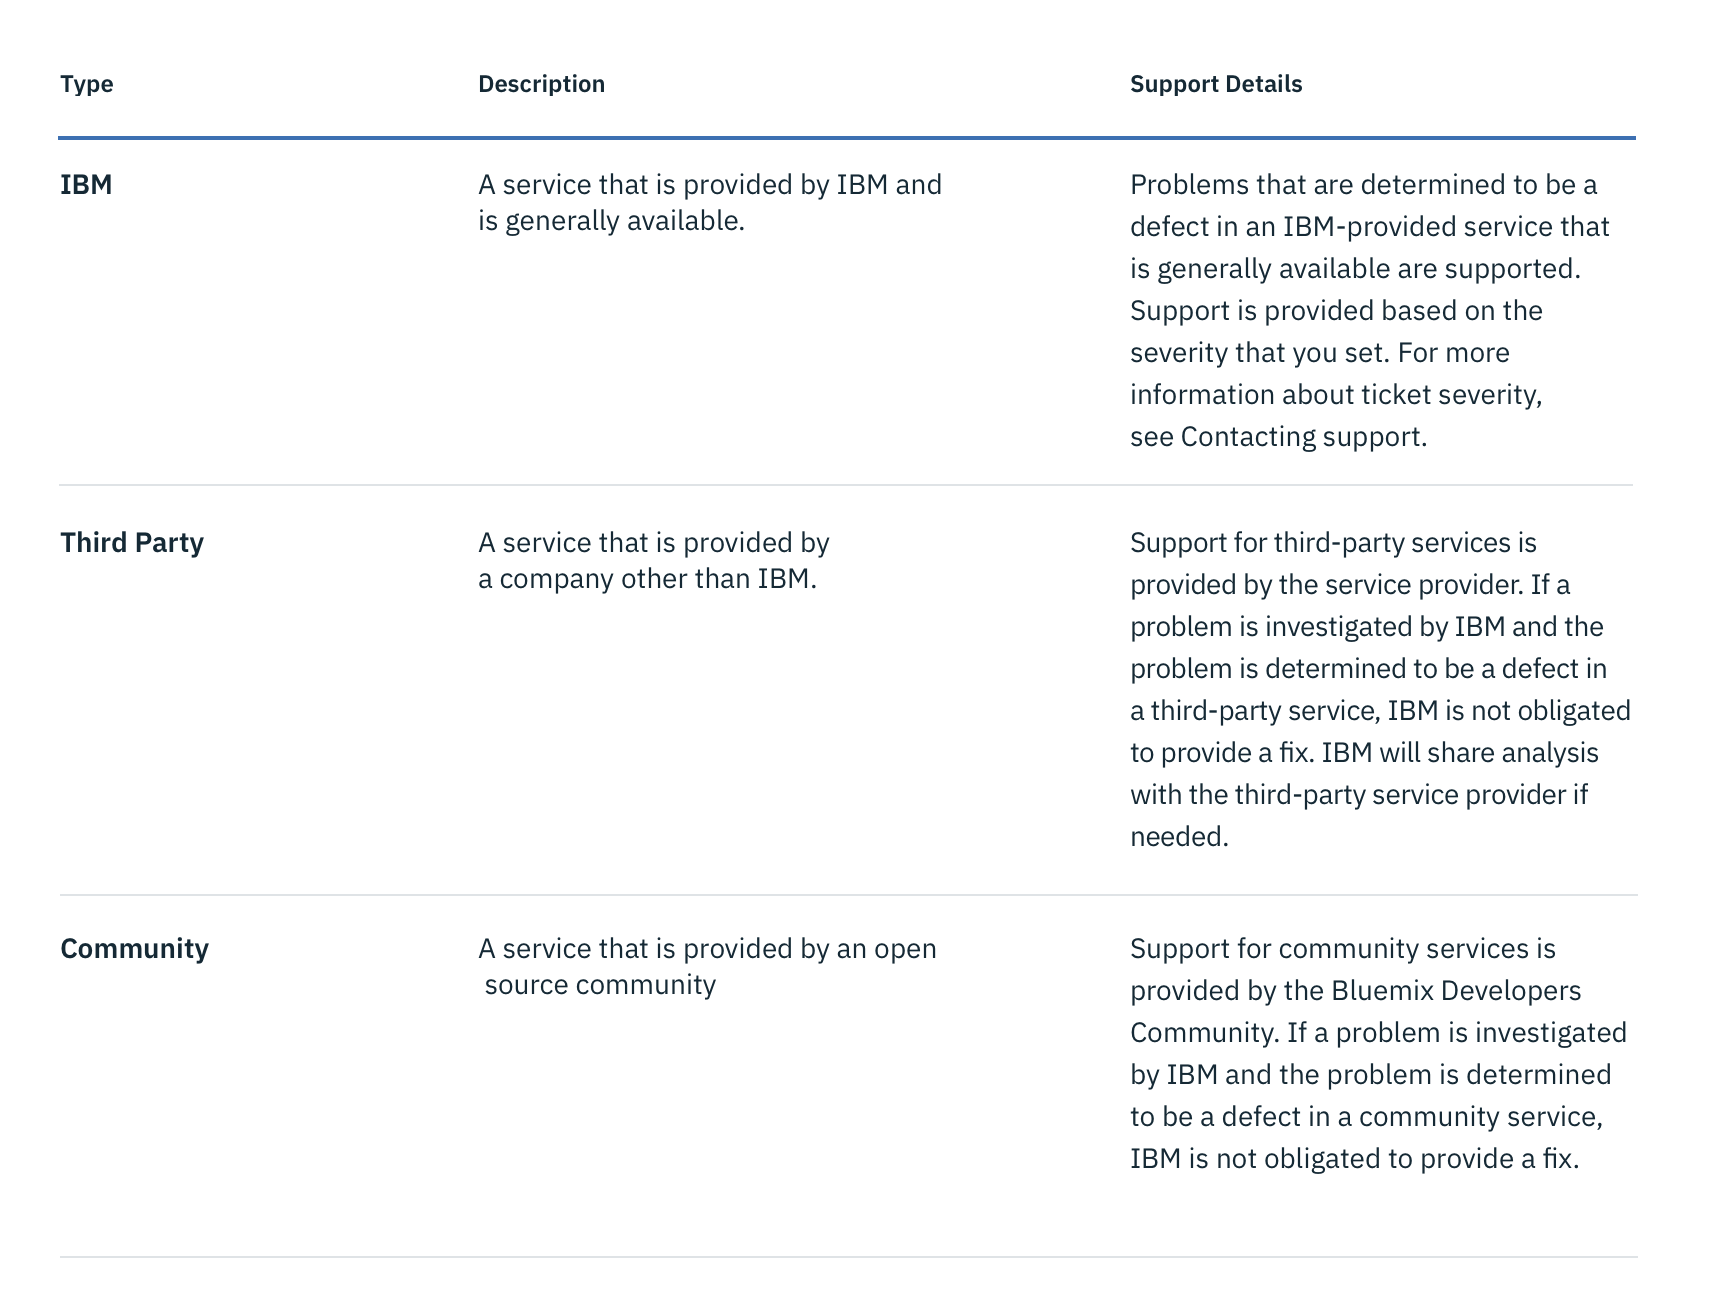 Type
Description
Support Details
IBM
A service that is provided by IBM and
is generally available.
Problems that are determined to be a
defect in an IBM-provided service that
is generally available are supported.
Support is provided based on the
severity that you set. For more
information about ticket severity,
see Contacting support.
Third Party
A service that is provided by
a company other than IBM.
Support for third-party services is
provided by the service provider. If a
problem is investigated by IBM and the
problem is determined to be a defect in
a third-party service, IBM is not obligated
to provide a fix. IBM will share analysis
with the third-party service provider if
needed.
Community
A service that is provided by an open
source community
Support for community services is
provided by the Bluemix Developers
Community. If a problem is investigated
by IBM and the problem is determined
to be a defect in a community service,
IBM is not obligated to provide a fix.